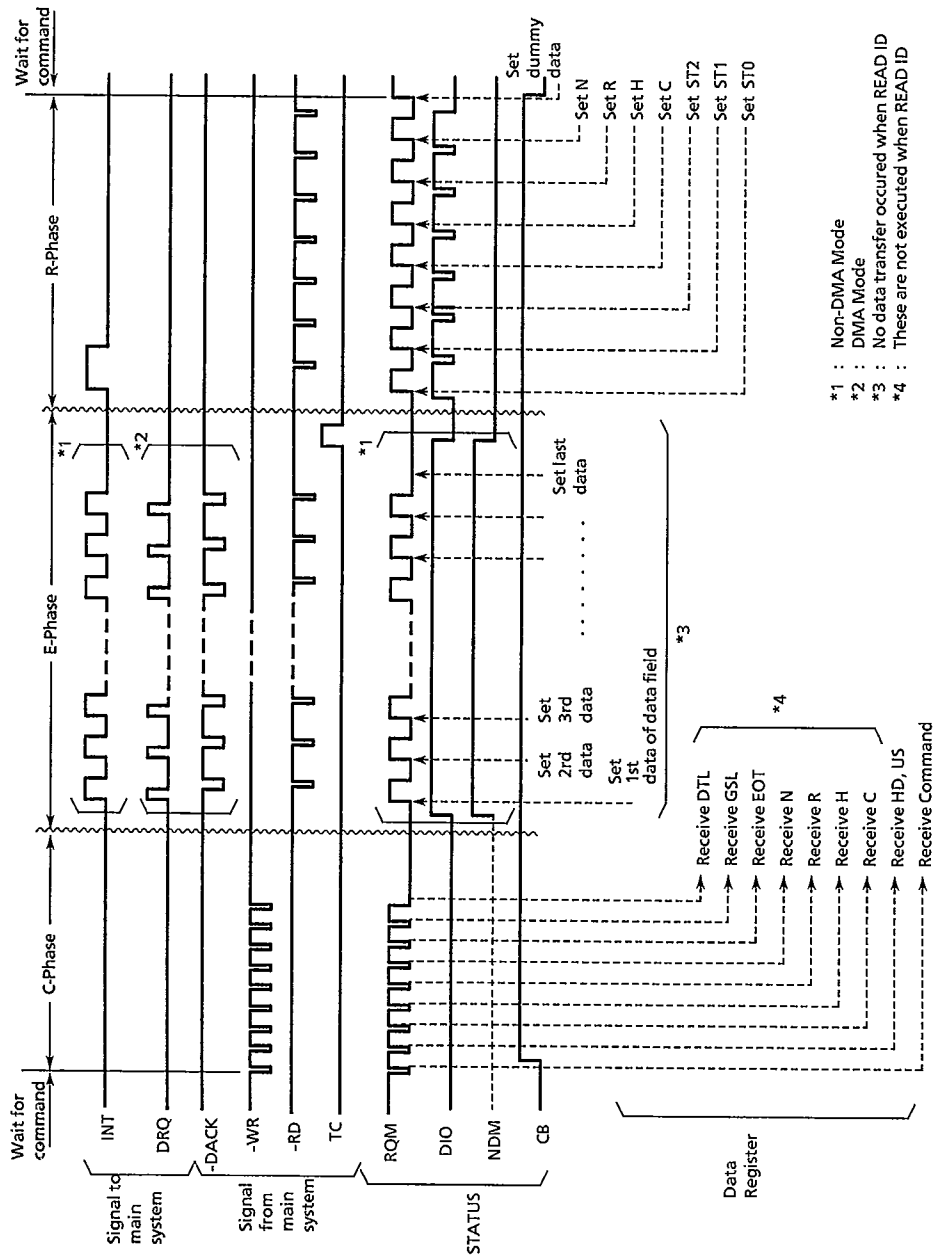 Wait for
command
C-Phase
E-Phase
R-Phase
Wait for
command
Signal to
main
system
INT
DRQ
*1
*2
Signal
from
main
system
-DACK
-WR
-RD
TC
STATUS
RQM
DIO
NDM
CB
*1
Set
1st
data of data field
Set
2rd
data
Set
3rd
data
. . . . . . .
Set last
data
*3
Set
dummy
data
Set N
Set R
Set H
Set C
Set ST2
Set ST1
Set ST0
Data
Register
Receive DTL
Receive GSL
Receive EOT
Receive N
Receive R
Receive H
Receive C
*4
Receive HD, US
Receive Command
*1 : Non-DMA Mode
*2 : DMA Mode
*3 : No data transfer occured when READ ID
*4 : These are not executed when READ ID